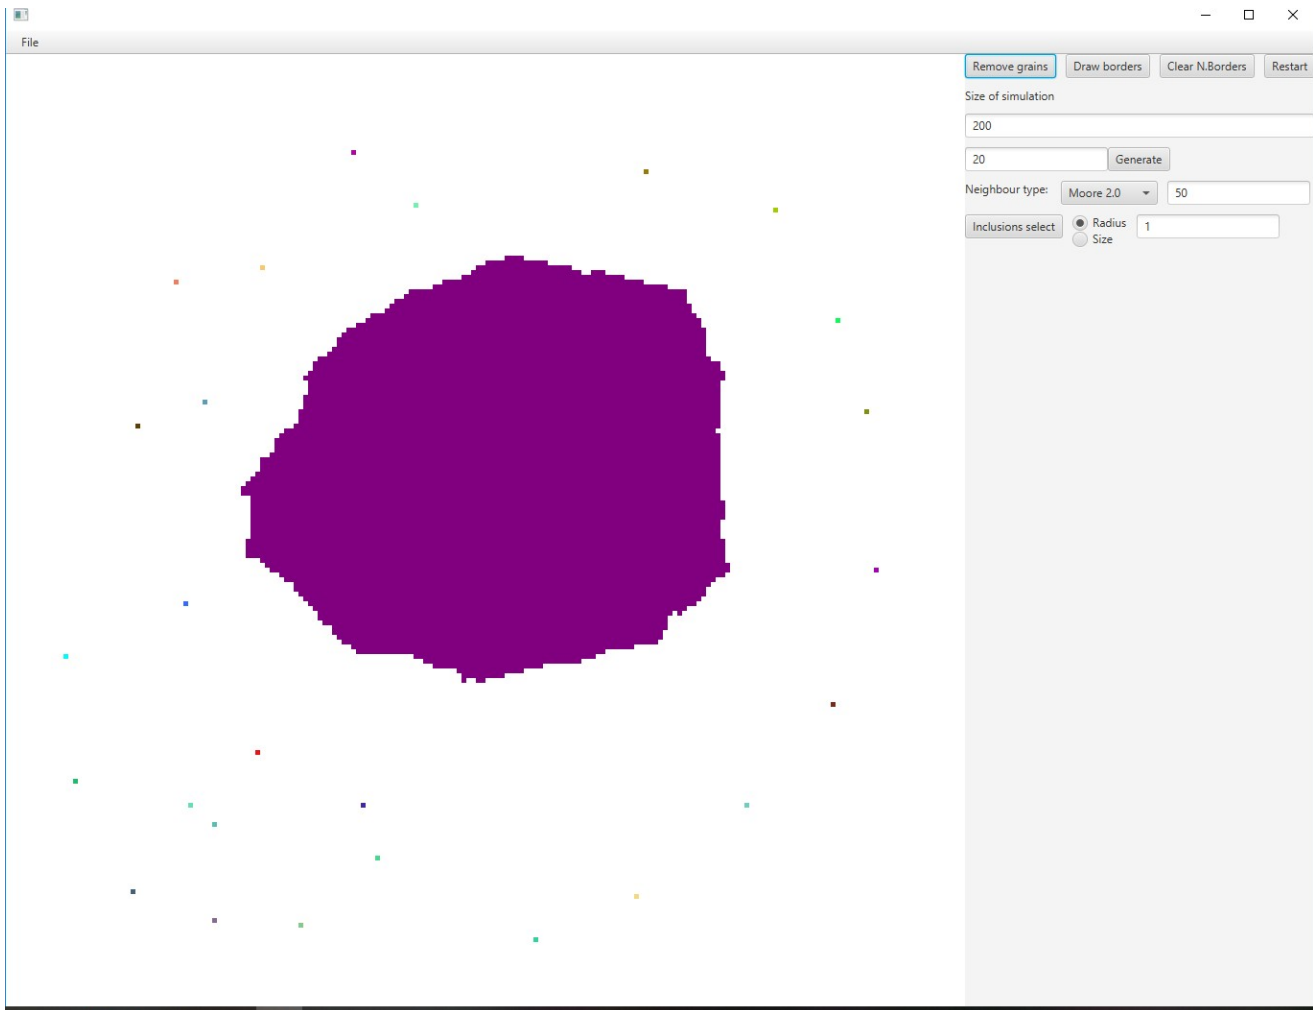 File
Remove grains Draw borders Clear N.Borders Restart
Size of simulation
200
20 Generate
Neighbour type: Moore 2.0 50
Inclusions select Radius 1
Size